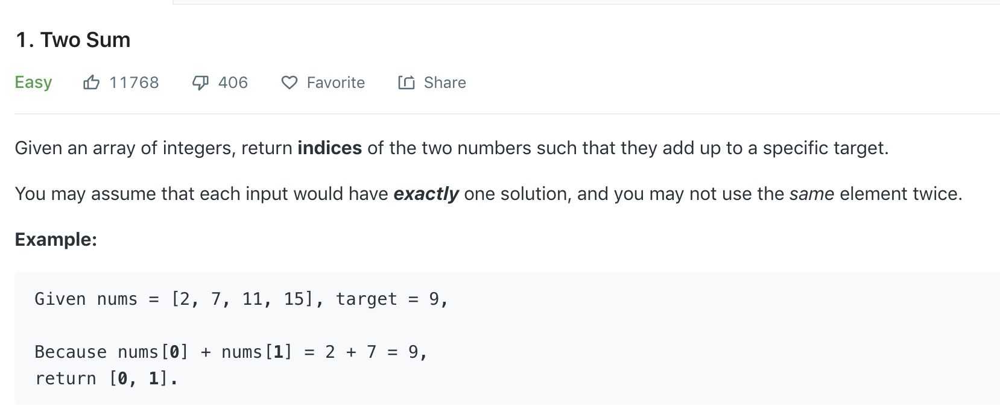 1. Two Sum
Easy 11768 406 Favorite Share
Given an array of integers, return indices of the two numbers such that they add up to a specific target.
You may assume that each input would have exactly one solution, and you may not use the same element twice.
Example:
Given nums = [2, 7, 11, 15], target = 9,
Because nums[0] + nums[1] = 2 + 7 = 9,
return [0, 1].